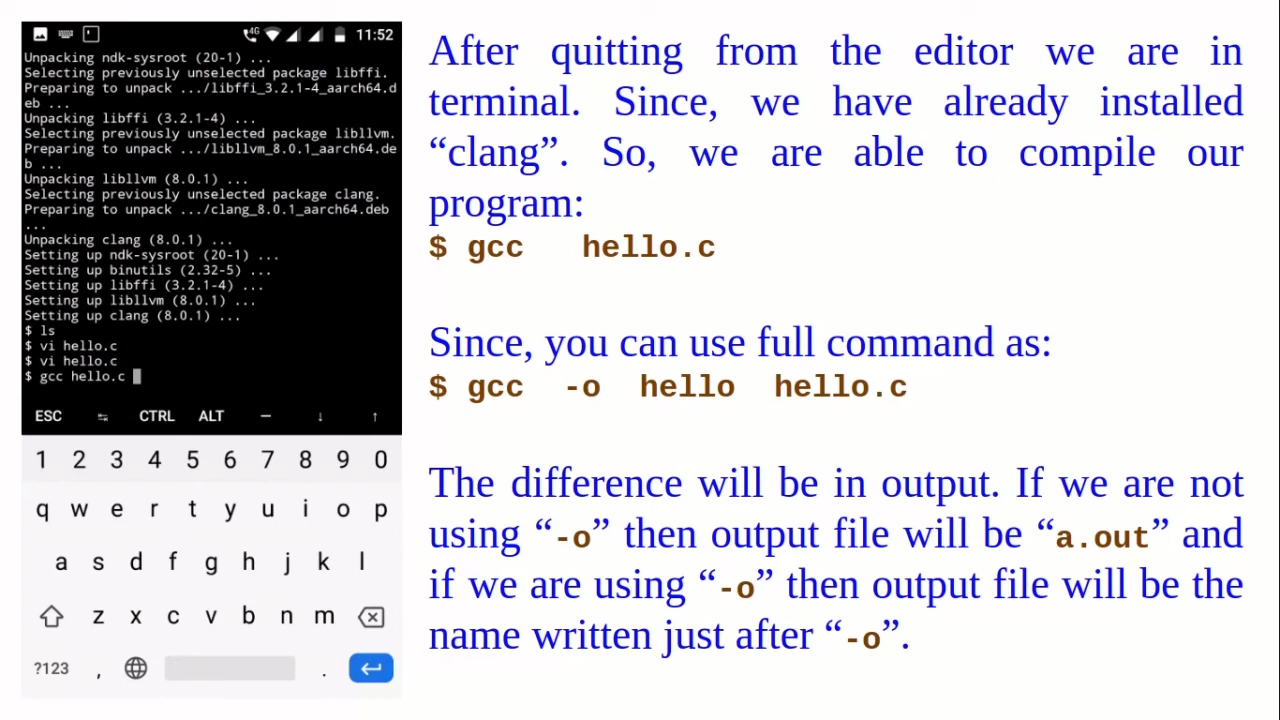 4G 11:52
Unpacking ndk-sysroot (20-1) ...
Selecting previously unselected package libffi.
Preparing to unpack .../libffi_3.2.1-4_aarch64.d
eb ...
Unpacking libffi (3.2.1-4) ...
Selecting previously unselected package libllvm.
Preparing to unpack .../libllvm_8.0.1_aarch64.de
b ...
Unpacking libllvm (8.0.1) ...
Selecting previously unselected package clang.
Preparing to unpack .../clang_8.0.1_aarch64.deb
...
Unpacking clang (8.0.1) ...
Setting up ndk-sysroot (20-1) ...
Setting up binutils (2.32-5) ...
Setting up libffi (3.2.1-4) ...
Setting up libllvm (8.0.1) ...
Setting up clang (8.0.1) ...
$ ls
$ vi hello.c
$ vi hello.c
$ gcc hello.c
ESC ↹ CTRL ALT — ↓ ↑
1 2 3 4 5 6 7 8 9 0
q w e r t y u i o p
a s d f g h j k l
z x c v b n m
?123 , .
After quitting from the editor we are in
terminal. Since, we have already installed
“clang”. So, we are able to compile our
program:
$ gcc hello.c
Since, you can use full command as:
$ gcc -o hello hello.c
The difference will be in output. If we are not
using “-o” then output file will be “a.out” and
if we are using “-o” then output file will be the
name written just after “-o”.